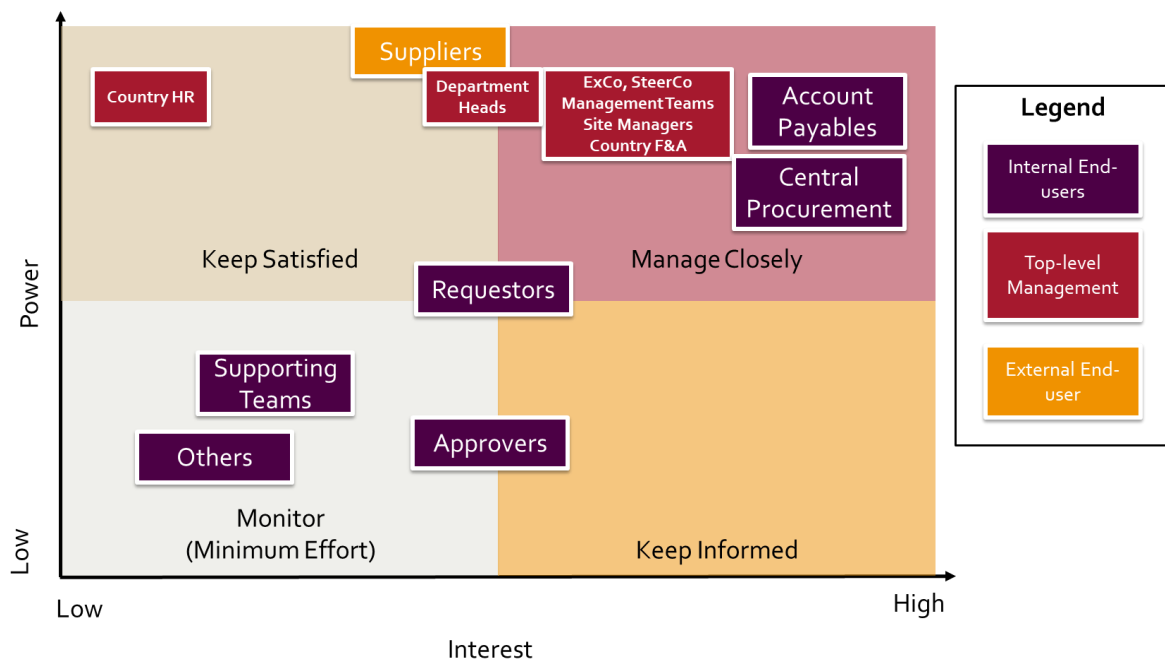 Suppliers
Country HR
Department
Heads
ExCo, SteerCo
Management Teams
Site Managers
Country F&A
Account
Payables
Central
Procurement
Keep Satisfied
Manage Closely
Requestors
Supporting
Teams
Others
Approvers
Monitor
(Minimum Effort)
Keep Informed
Power
Low
Low
High
Interest
Legend
Internal End-
users
Top-level
Management
External End-
user